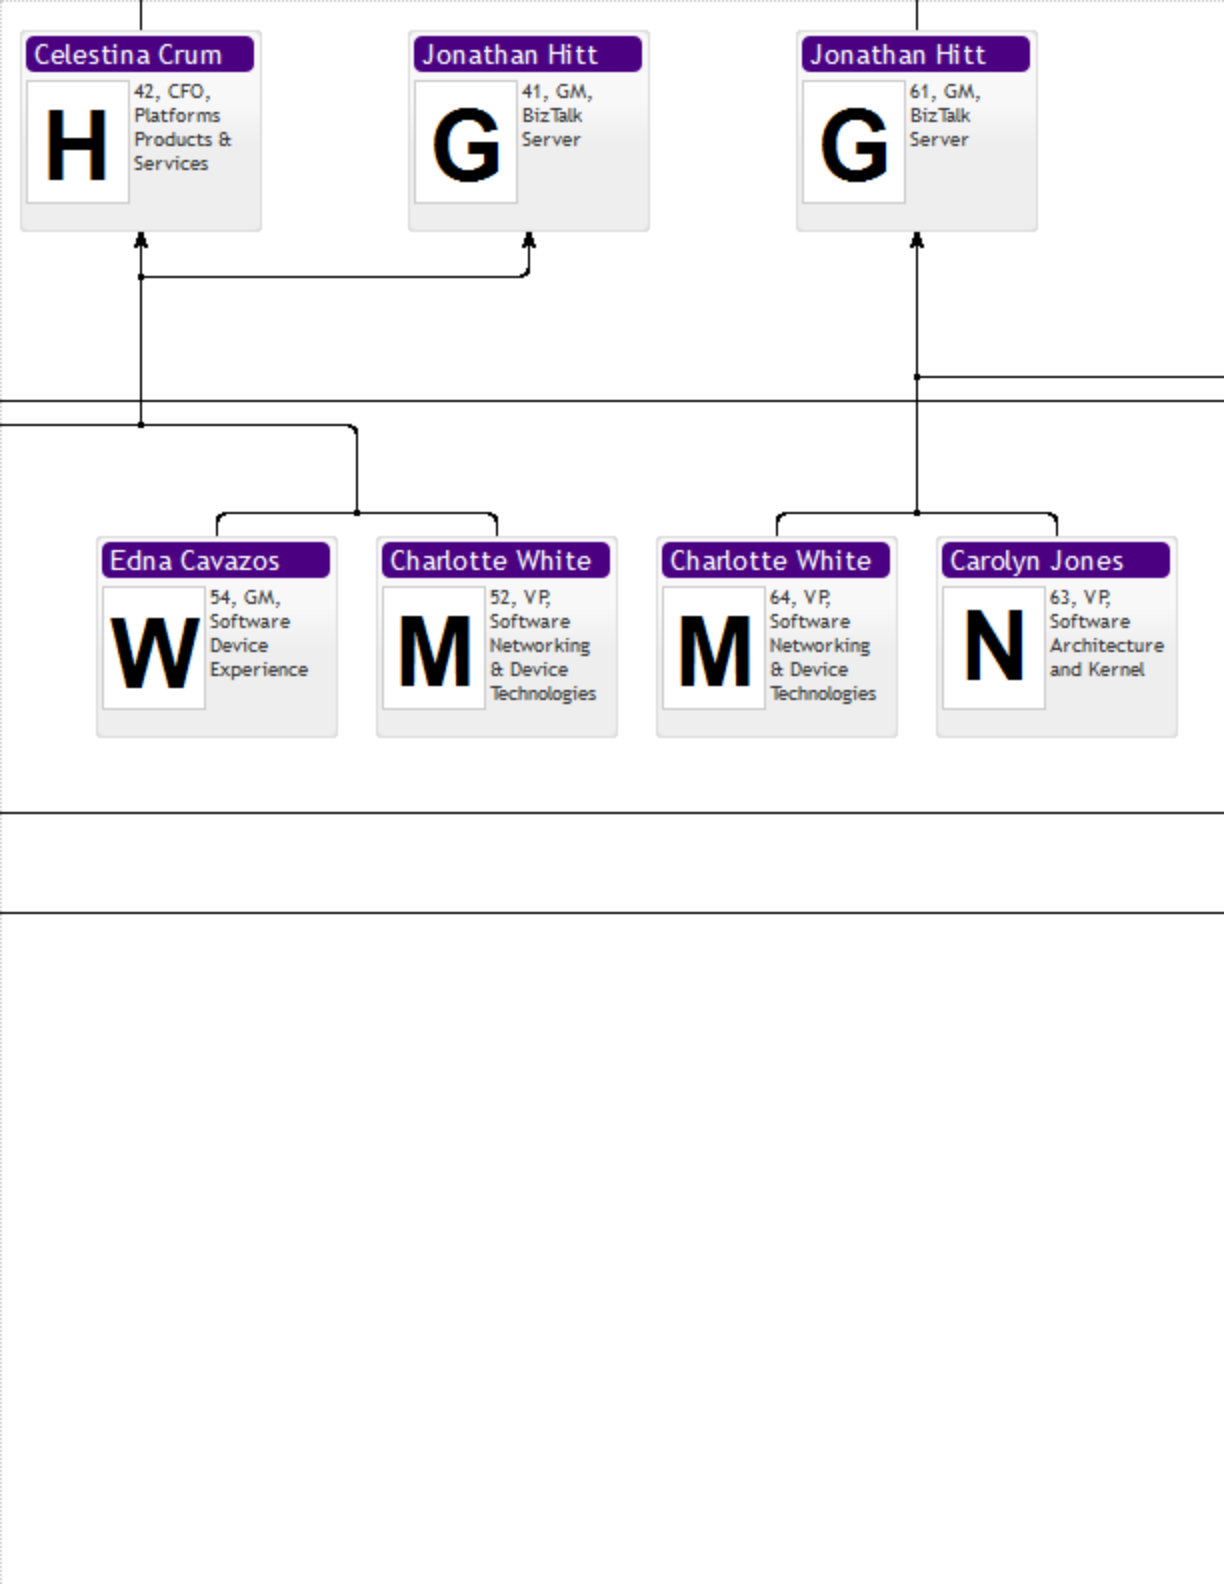 Celestina Crum
H
42, CFO,
Platforms
Products &
Services
Jonathan Hitt
G
41, GM,
BizTalk
Server
Jonathan Hitt
G
61, GM,
BizTalk
Server
Edna Cavazos
W
54, GM,
Software
Device
Experience
Charlotte White
M
52, VP,
Software
Networking
& Device
Technologies
Charlotte White
M
64, VP,
Software
Networking
& Device
Technologies
Carolyn Jones
N
63, VP,
Software
Architecture
and Kernel